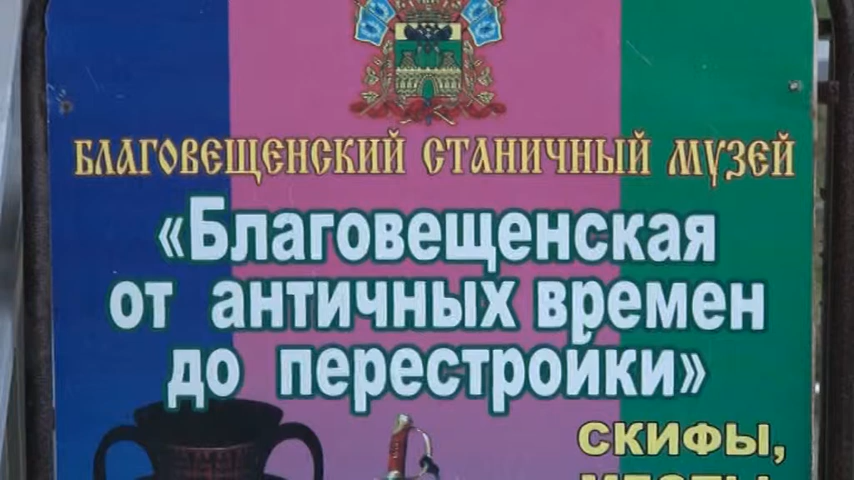 БЛАГОВЕЩЕНСКИЙ СТАНИЧНЫЙ МУЗЕЙ
«Благовещенская
от античных времен
до перестройки»
СКИФЫ,